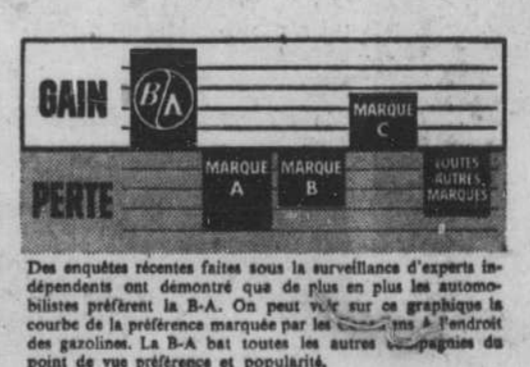 GAIN
B/A
MARQUE
C
MARQUE
A
MARQUE
B
TOUTES
AUTRES
MARQUES
PERTE
Des enquêtes récentes faites sous la surveillance d'experts in-
dépendents ont démontré que de plus en plus les automo-
bilistes préfèrent la B-A. On peut voir sur ce graphique la
courbe de la préférence marquée par les à l'endroit
des gazolines. La B-A bat toutes les autres compagnies du
point de vue préférence et popularité.